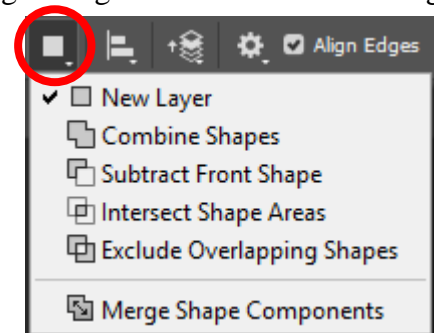 Align Edges
New Layer
Combine Shapes
Subtract Front Shape
Intersect Shape Areas
Exclude Overlapping Shapes
Merge Shape Components